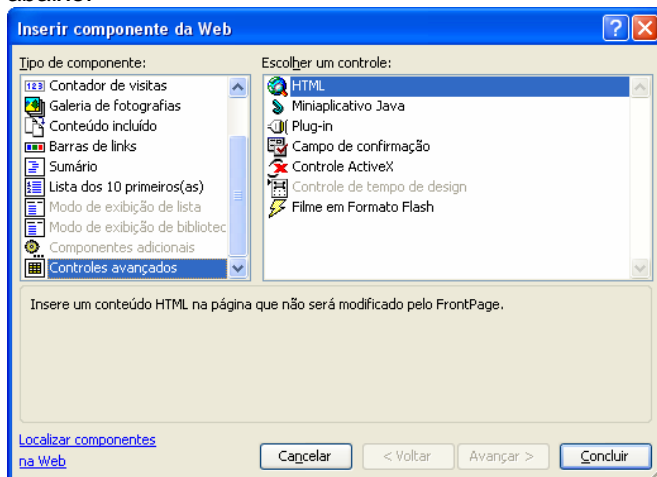 Inserir componente da Web
Tipo de componente:
Contador de visitas
Galeria de fotografias
Conteúdo incluído
Barras de links
Sumário
Lista dos 10 primeiros(as)
Modo de exibição de lista
Modo de exibição de bibliotec
Componentes adicionais
Controles avançados
Escolher um controle:
HTML
Miniaplicativo Java
Plug-in
Campo de confirmação
Controle ActiveX
Controle de tempo de design
Filme em Formato Flash
Insere um conteúdo HTML na página que não será modificado pelo FrontPage.
Localizar componentes
na Web
Cancelar
< Voltar
Avançar >
Concluir